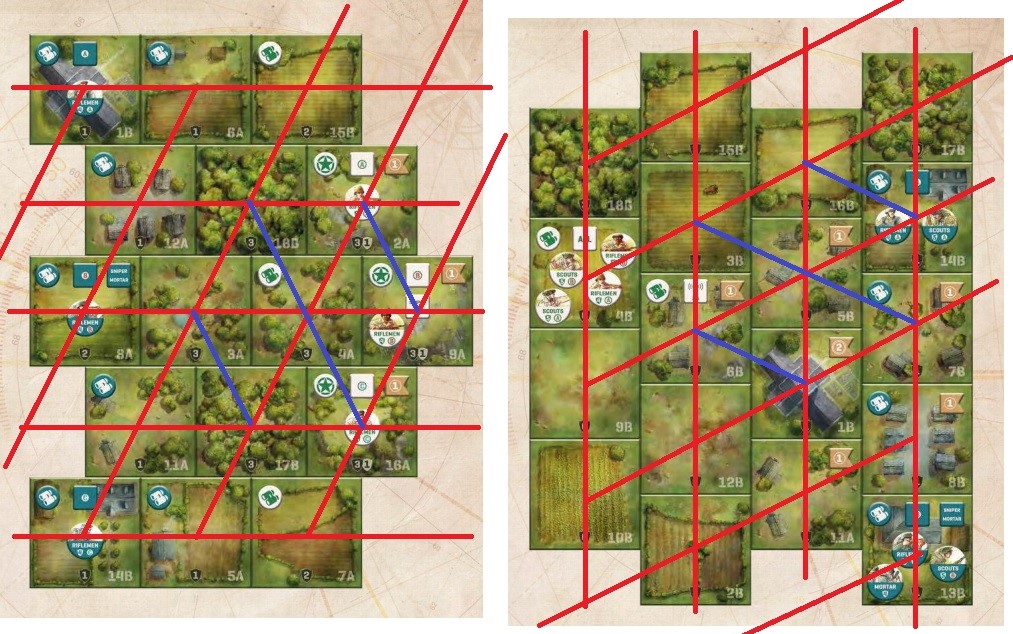 A
RIFLEMEN
A
1
1B
1
6A
2
15B
1
12A
3
18B
A
1
3
1
2A
B
SNIPER
MORTAR
RIFLEMEN
B
2
8A
3
3A
3
4A
B
1
RIFLEMEN
B
3
1
9A
1
11A
3
17B
C
1
RIFLEMEN
C
3
1
16A
C
RIFLEMEN
C
1
14B
1
5A
2
7A
18B
15B
16B
17B
ALL
SCOUTS
B
RIFLEMEN
A
SCOUTS
A
4B
3B
1
5B
RIFLEMEN
A
SCOUTS
A
14B
1
6B
1
7B
9B
12B
2
1B
1
8B
10B
2B
1
11A
SNIPER
MORTAR
SCOUTS
MORTAR
13B